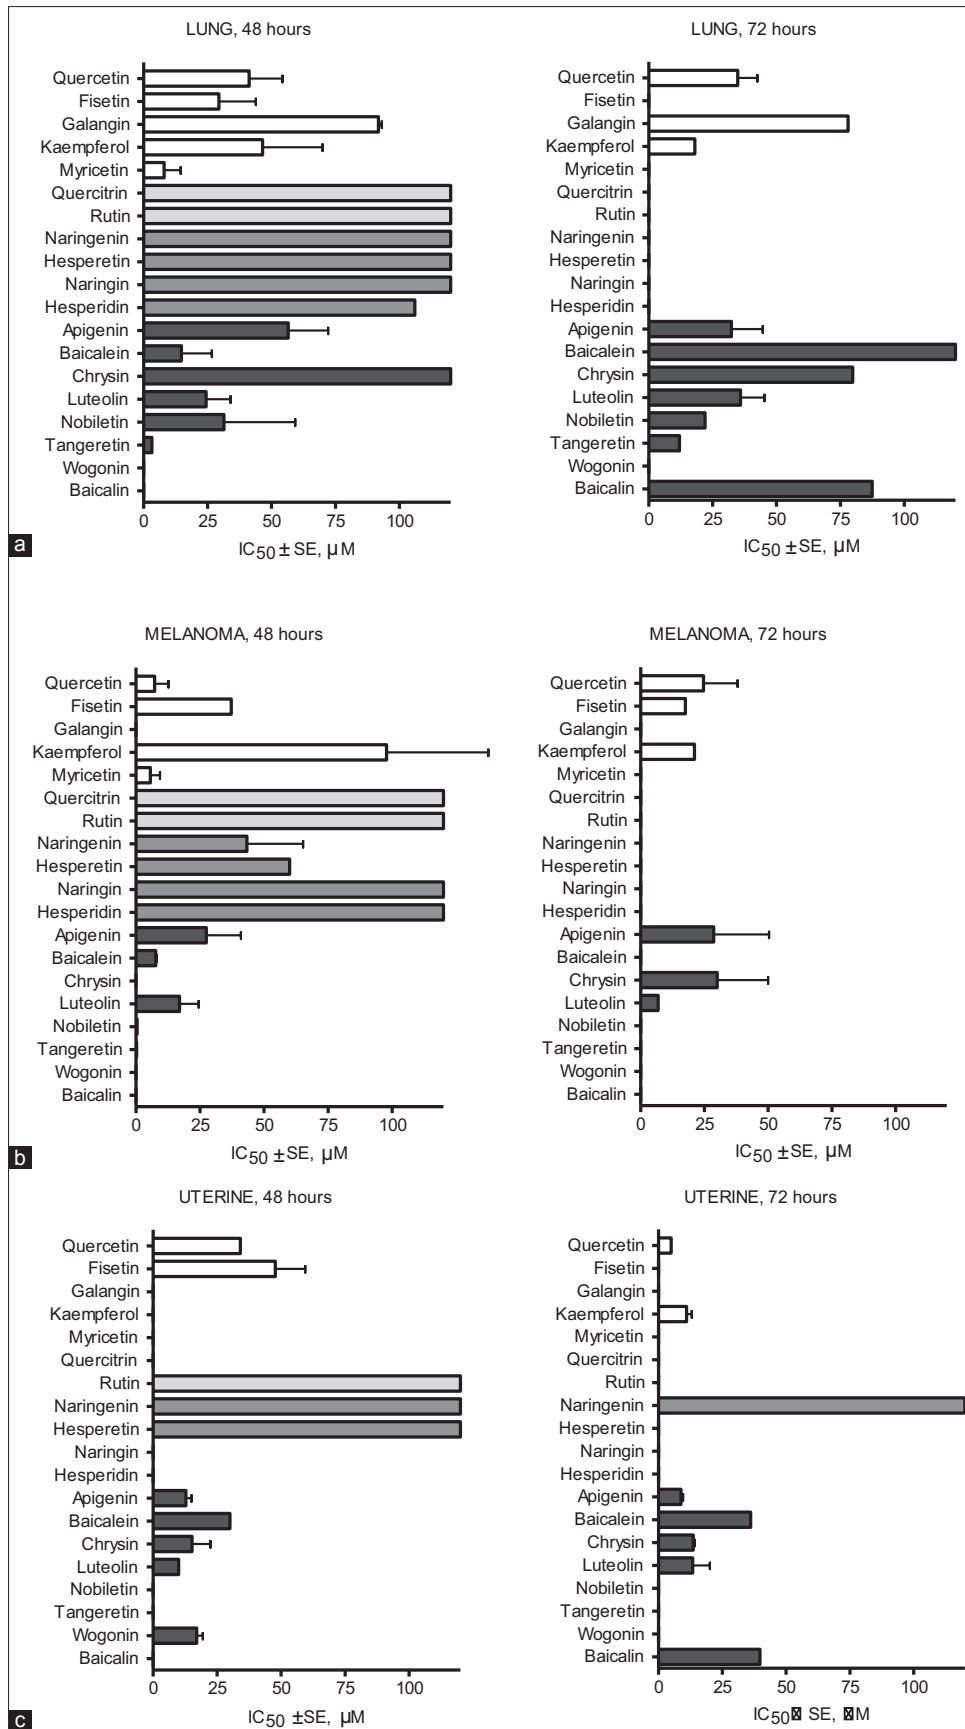 LUNG, 48 hours
Quercetin
Fisetin
Galangin
Kaempferol
Myricetin
Quercitrin
Rutin
Naringenin
Hesperetin
Naringin
Hesperidin
Apigenin
Baicalein
Chrysin
Luteolin
Nobiletin
Tangeretin
Wogonin
Baicalin
0 25 50 75 100
IC50 ±SE, µM
LUNG, 72 hours
Quercetin
Fisetin
Galangin
Kaempferol
Myricetin
Quercitrin
Rutin
Naringenin
Hesperetin
Naringin
Hesperidin
Apigenin
Baicalein
Chrysin
Luteolin
Nobiletin
Tangeretin
Wogonin
Baicalin
0 25 50 75 100
IC50 ±SE, µM
a
MELANOMA, 48 hours
Quercetin
Fisetin
Galangin
Kaempferol
Myricetin
Quercitrin
Rutin
Naringenin
Hesperetin
Naringin
Hesperidin
Apigenin
Baicalein
Chrysin
Luteolin
Nobiletin
Tangeretin
Wogonin
Baicalin
0 25 50 75 100
IC50 ±SE, µM
MELANOMA, 72 hours
Quercetin
Fisetin
Galangin
Kaempferol
Myricetin
Quercitrin
Rutin
Naringenin
Hesperetin
Naringin
Hesperidin
Apigenin
Baicalein
Chrysin
Luteolin
Nobiletin
Tangeretin
Wogonin
Baicalin
0 25 50 75 100
IC50 ±SE, µM
b
UTERINE, 48 hours
Quercetin
Fisetin
Galangin
Kaempferol
Myricetin
Quercitrin
Rutin
Naringenin
Hesperetin
Naringin
Hesperidin
Apigenin
Baicalein
Chrysin
Luteolin
Nobiletin
Tangeretin
Wogonin
Baicalin
0 25 50 75 100
IC50 ±SE, µM
UTERINE, 72 hours
Quercetin
Fisetin
Galangin
Kaempferol
Myricetin
Quercitrin
Rutin
Naringenin
Hesperetin
Naringin
Hesperidin
Apigenin
Baicalein
Chrysin
Luteolin
Nobiletin
Tangeretin
Wogonin
Baicalin
0 25 50 75 100
IC50☒ SE, ☒M
c